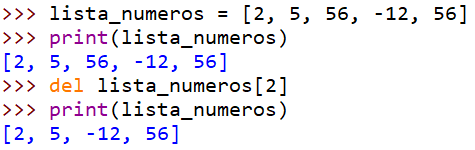 >>> lista_numeros = [2, 5, 56, -12, 56]
>>> print(lista_numeros)
[2, 5, 56, -12, 56]
>>> del lista_numeros[2]
>>> print(lista_numeros)
[2, 5, -12, 56]